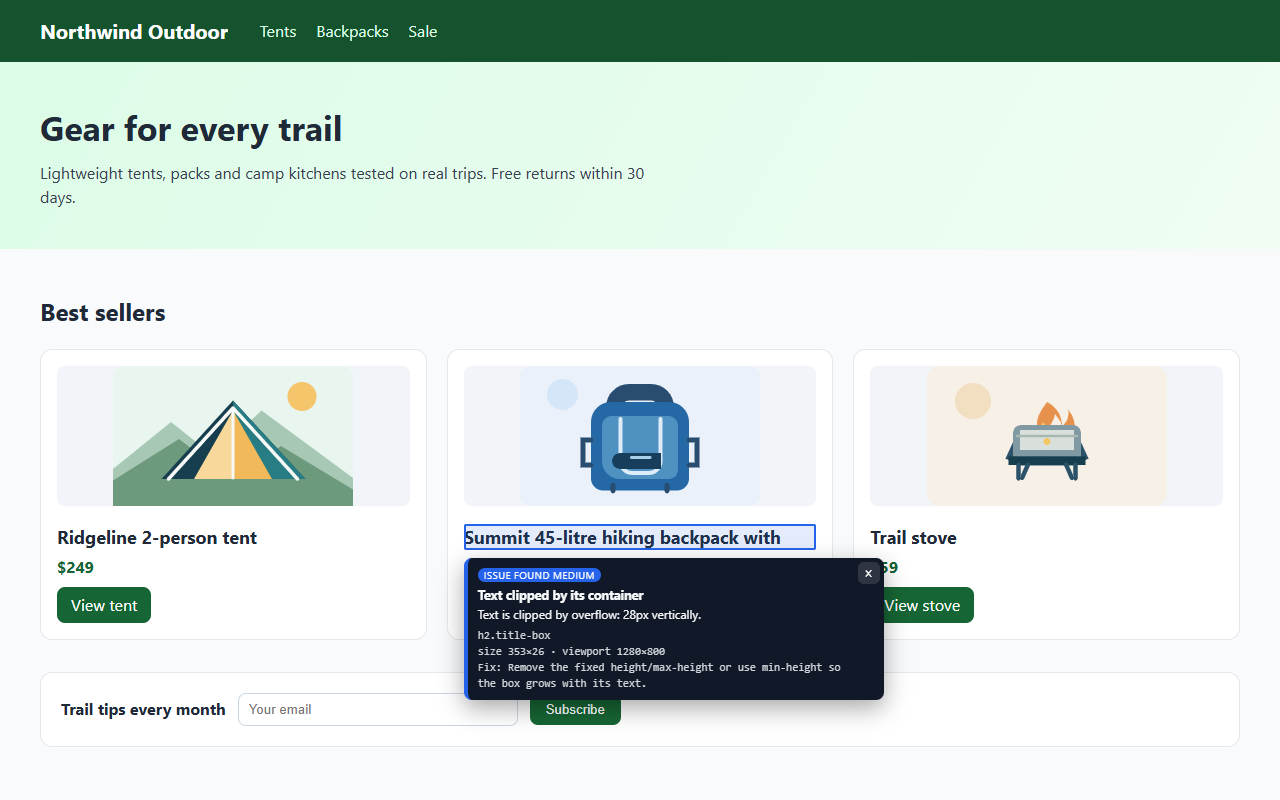 Northwind Outdoor Tents Backpacks Sale
Gear for every trail
Lightweight tents, packs and camp kitchens tested on real trips. Free returns within 30
days.
Best sellers
Ridgeline 2-person tent
$249
View tent
Summit 45-litre hiking backpack with
ISSUE FOUND MEDIUM
x
Text clipped by its container
Text is clipped by overflow: 28px vertically.
h2.title-box
size 353×26 · viewport 1280×800
Fix: Remove the fixed height/max-height or use min-height so
the box grows with its text.
Trail stove
59
View stove
Trail tips every month Your email Subscribe